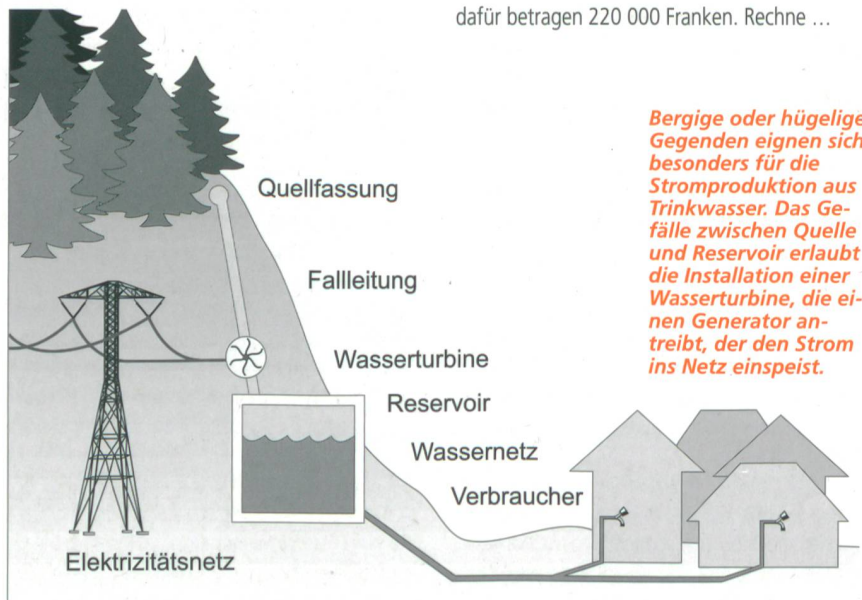 dafür betragen 220 000 Franken. Rechne …
Bergige oder hügelige
Gegenden eignen sich
besonders für die
Stromproduktion aus
Trinkwasser. Das Ge-
fälle zwischen Quelle
und Reservoir erlaubt
die Installation einer
Wasserturbine, die ei-
nen Generator an-
treibt, der den Strom
ins Netz einspeist.
Quellfassung
Fallleitung
Wasserturbine
Reservoir
Wassernetz
Verbraucher
Elektrizitätsnetz